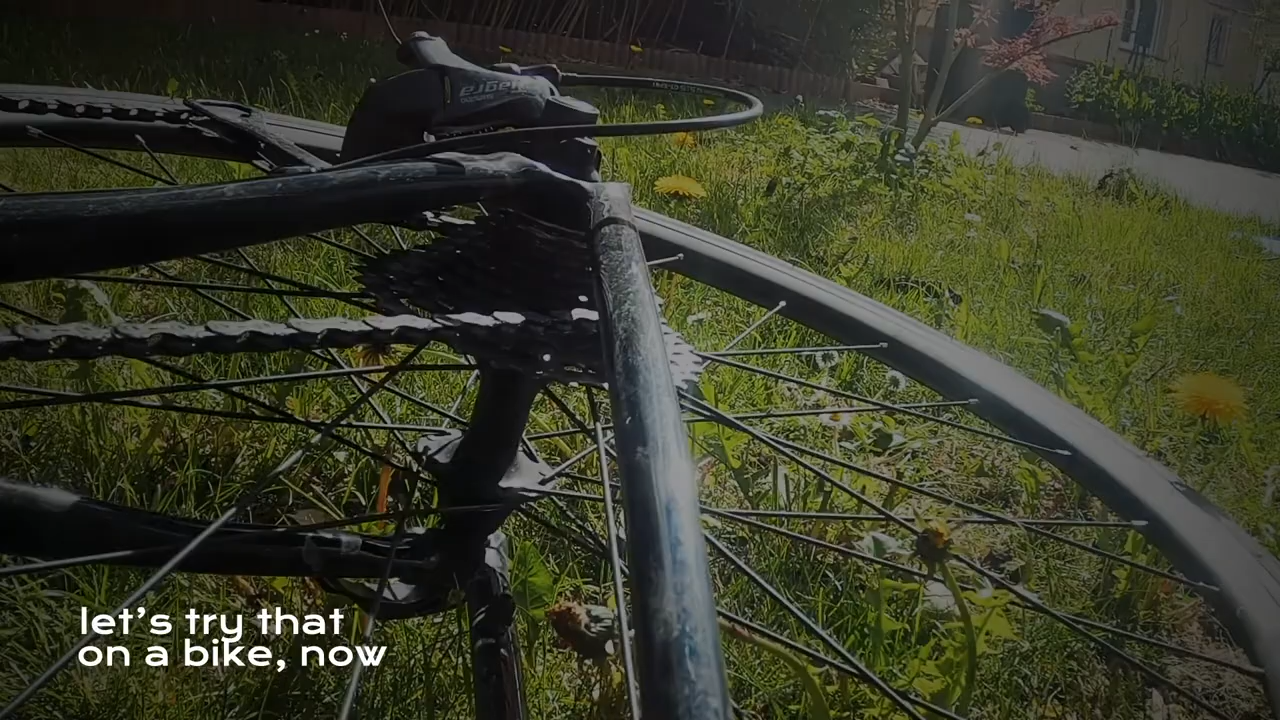 let's try that
on a bike, now